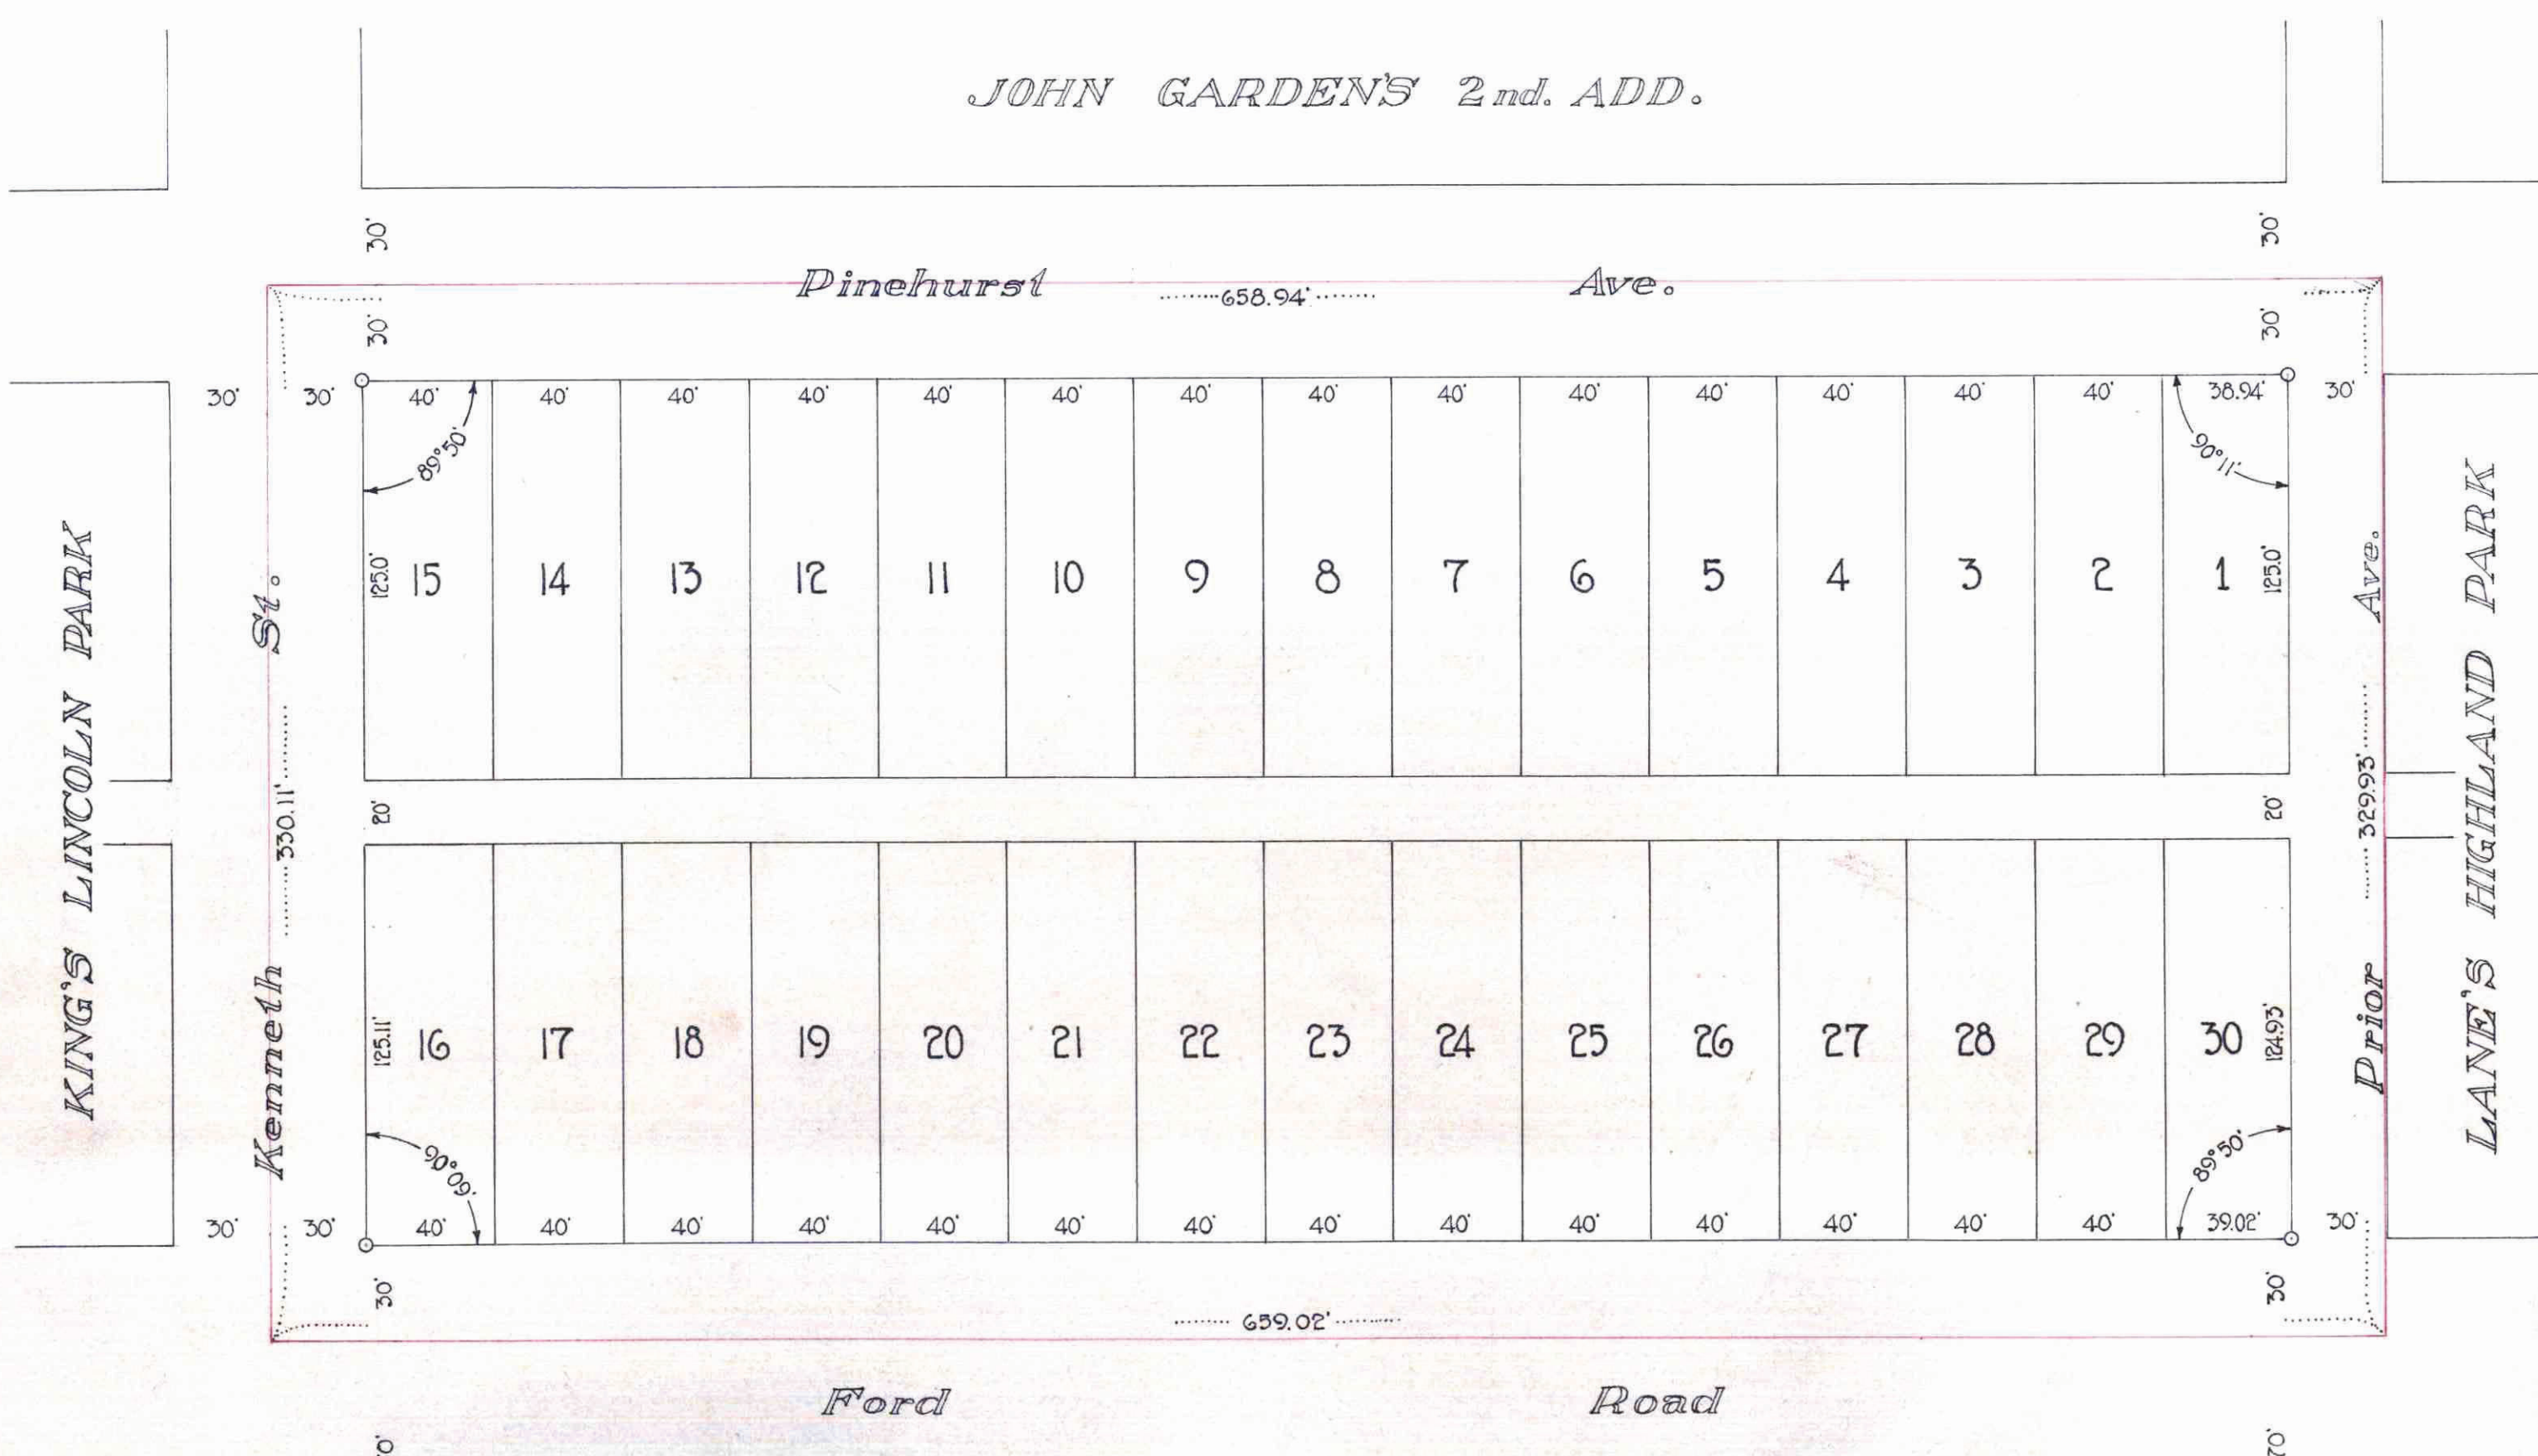 JOHN GARDEN'S 2nd. ADD.
30' 30'
Pinehurst 658.94' Ave.
30' 30'
30' 30' 40' 40' 40' 40' 40' 40' 40' 40' 40' 40' 40' 40' 40' 40' 38.94' 30'
89°50' 90°11'
125.0' 15 14 13 12 11 10 9 8 7 6 5 4 3 2 1 125.0'
KING'S LINCOLN PARK
Kenneth 330.11' St.
Prior 329.93' Ave.
LANE'S HIGHLAND PARK
20' 20'
125.11' 16 17 18 19 20 21 22 23 24 25 26 27 28 29 30 124.93'
90°09' 89°50'
30' 30' 40' 40' 40' 40' 40' 40' 40' 40' 40' 40' 40' 40' 40' 40' 39.02' 30'
30' 30'
659.02'
Ford Road
70'